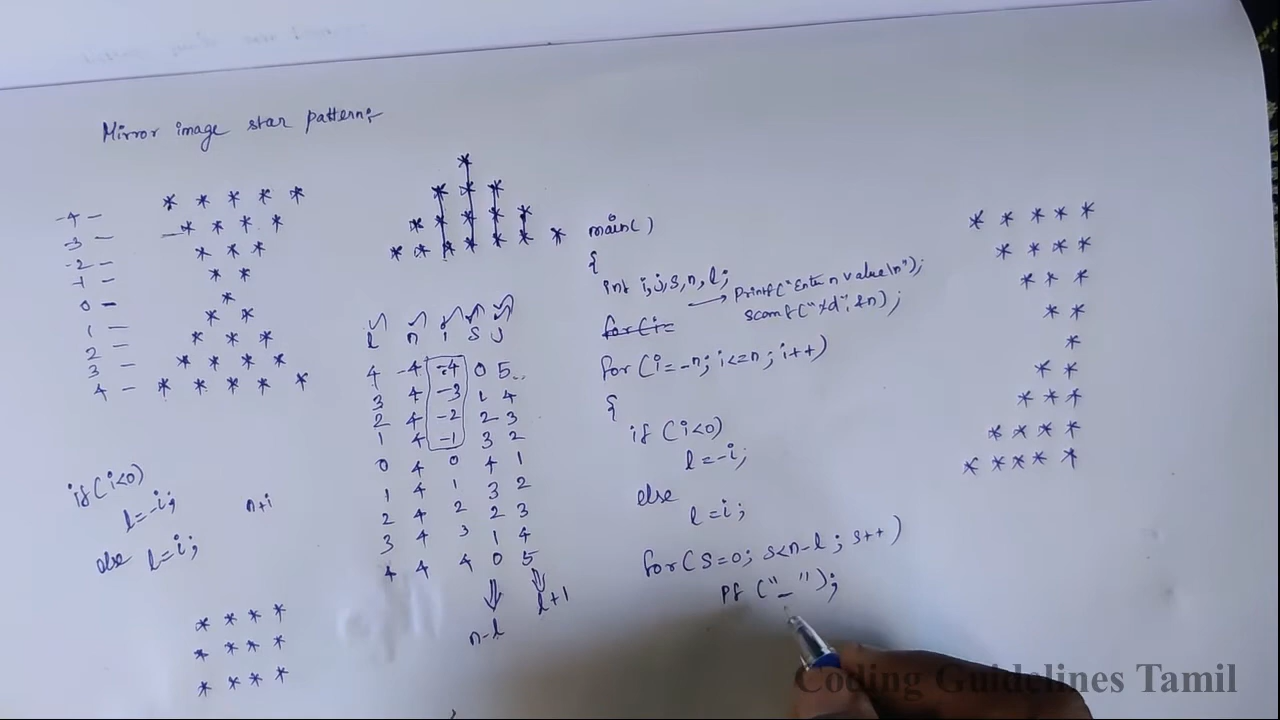 Mirror image star pattern:
-4 – * * * * *
-3 – * * * *
-2 – * * *
-1 – * *
0 – *
1 – * *
2 – * * *
3 – * * * *
4 – * * * * *
if(i<0)
l=-i;
else l=i;
n+i
* * * *
* * * *
* * * *
*
* * *
* * * *
* * * * * * *
l n i s j
4 -4 -4 0 5
3 4 -3 1 4
2 4 -2 2 3
1 4 -1 3 2
0 4 0 4 1
1 4 1 3 2
2 4 2 2 3
3 4 3 1 4
4 4 4 0 5
n-l
l+1
main()
{
int i,j,s,n,l;
printf("Enter n value\n");
scanf("%d",&n);
for(i=
for(i=-n; i<=n; i++)
{
if(i<0)
l=-i;
else
l=i;
for(s=0; s<n-l; s++)
pf("_");
* * * * *
* * * *
* * *
* *
*
* *
* * *
* * * *
* * * * *
Coding Guidelines Tamil